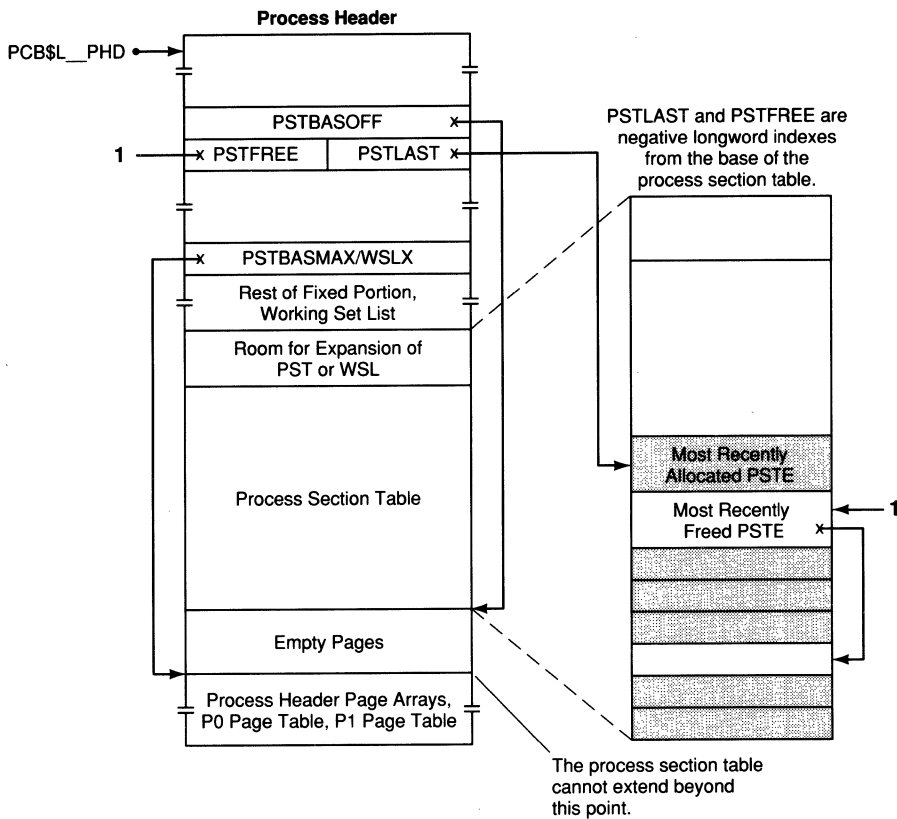 Process Header
PCB$L__PHD
PSTBASOFF
1
PSTFREE
PSTLAST
PSTBASMAX/WSLX
Rest of Fixed Portion,
Working Set List
Room for Expansion of
PST or WSL
Process Section Table
Empty Pages
Process Header Page Arrays,
P0 Page Table, P1 Page Table
PSTLAST and PSTFREE are
negative longword indexes
from the base of the
process section table.
Most Recently
Allocated PSTE
Most Recently
Freed PSTE
1
The process section table
cannot extend beyond
this point.